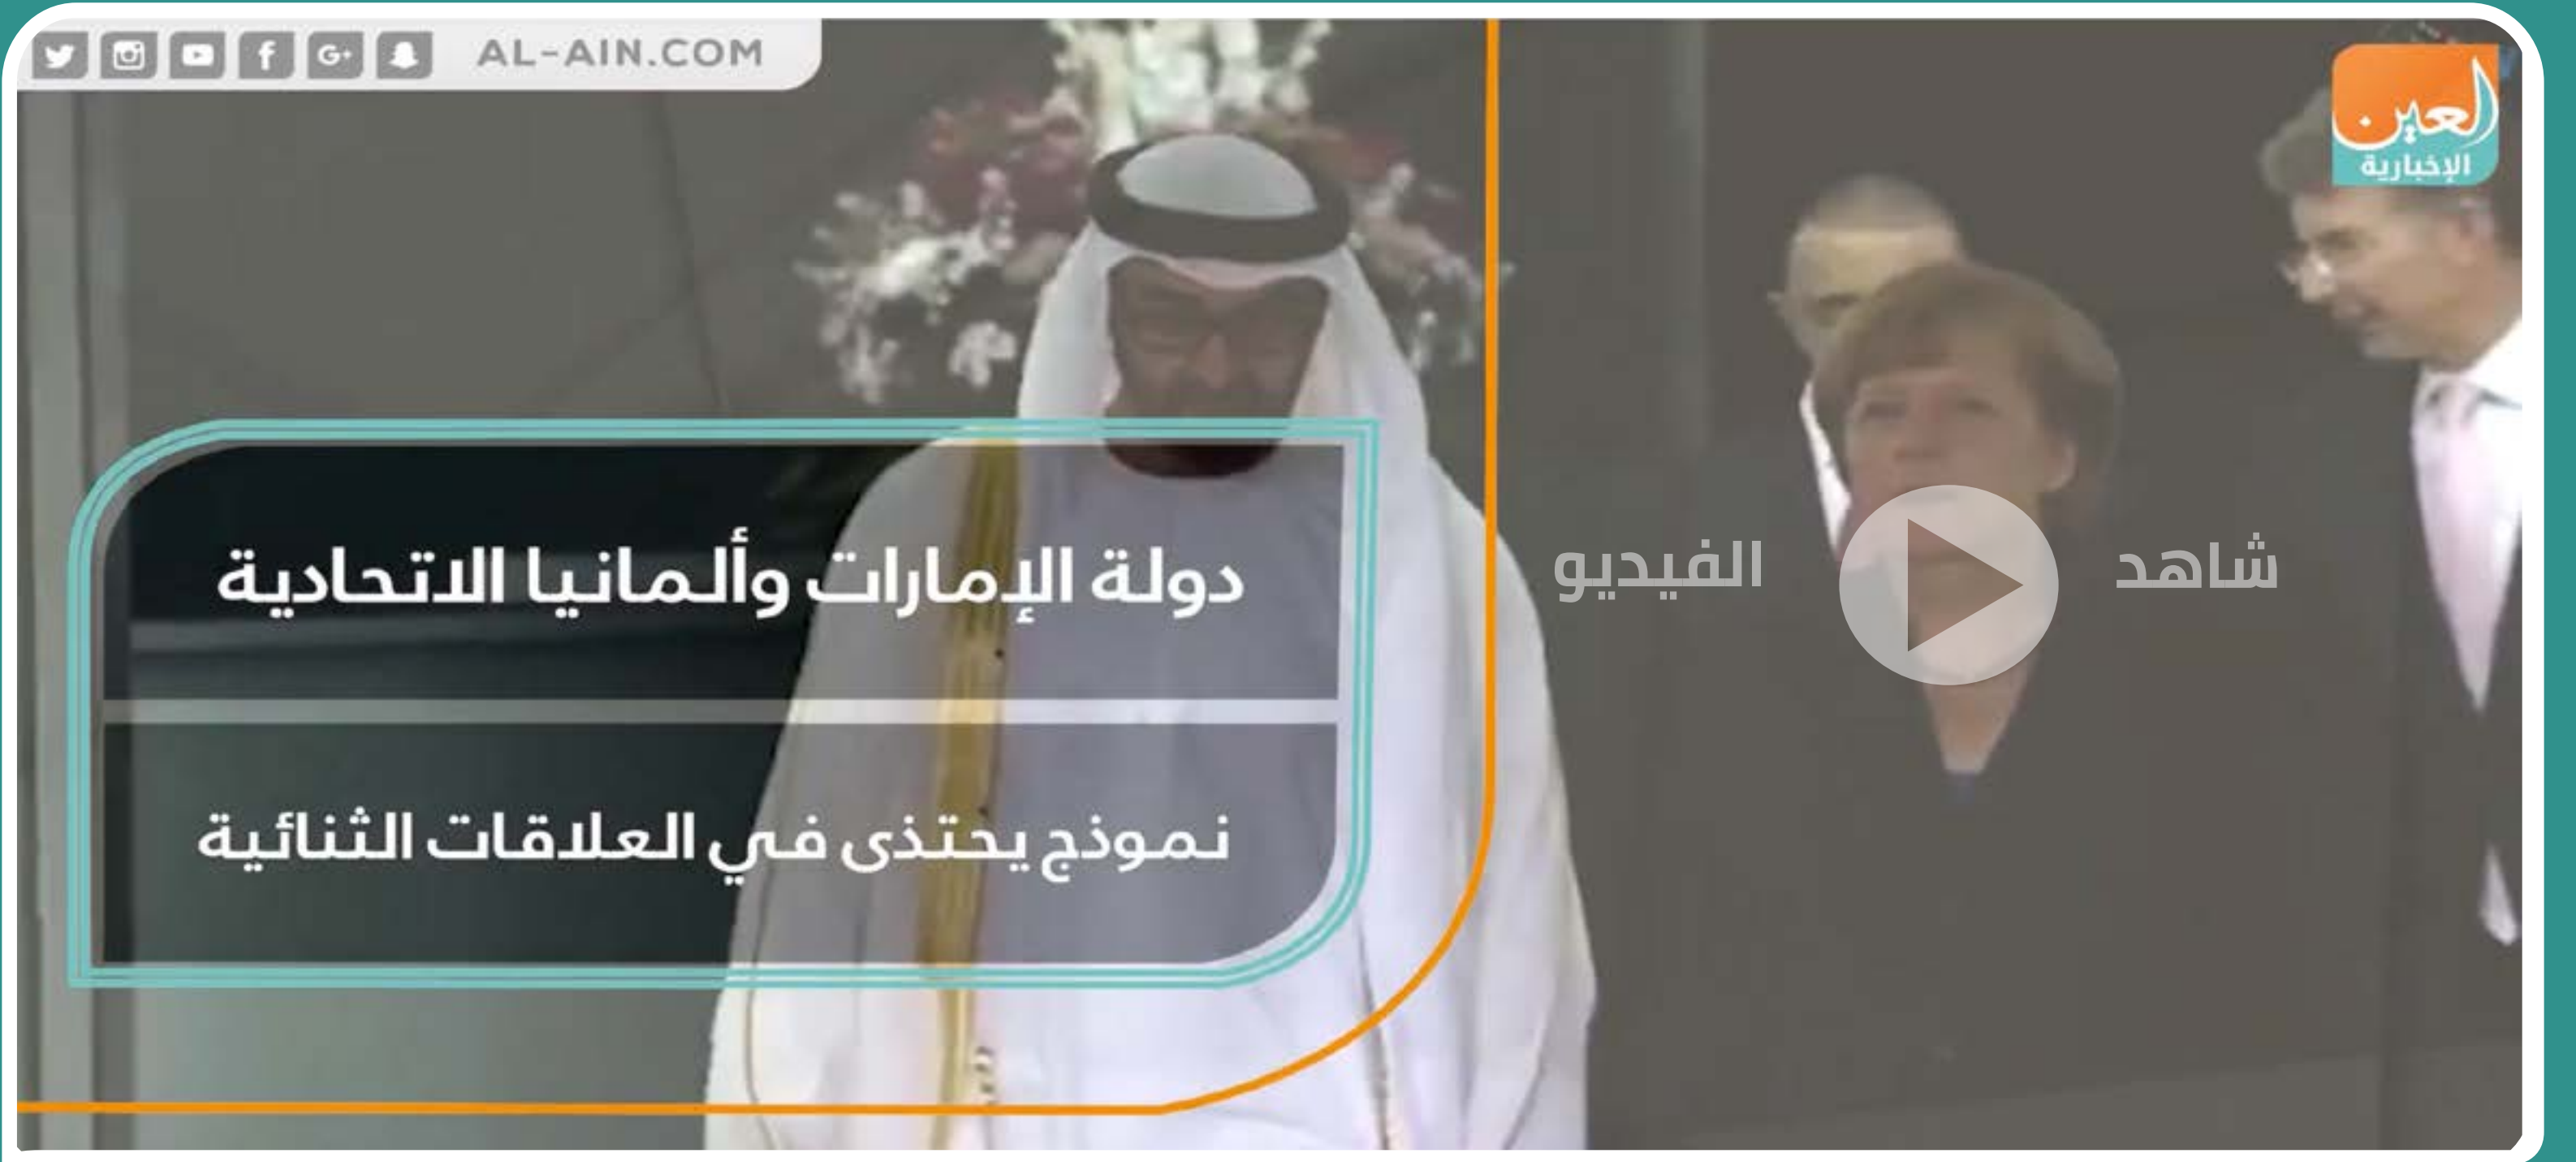 AL-AIN.COM
العين
الإخبارية
شاهد الفيديو
دولة الإمارات وألمانيا الاتحادية
نموذج يحتذى في العلاقات الثنائية